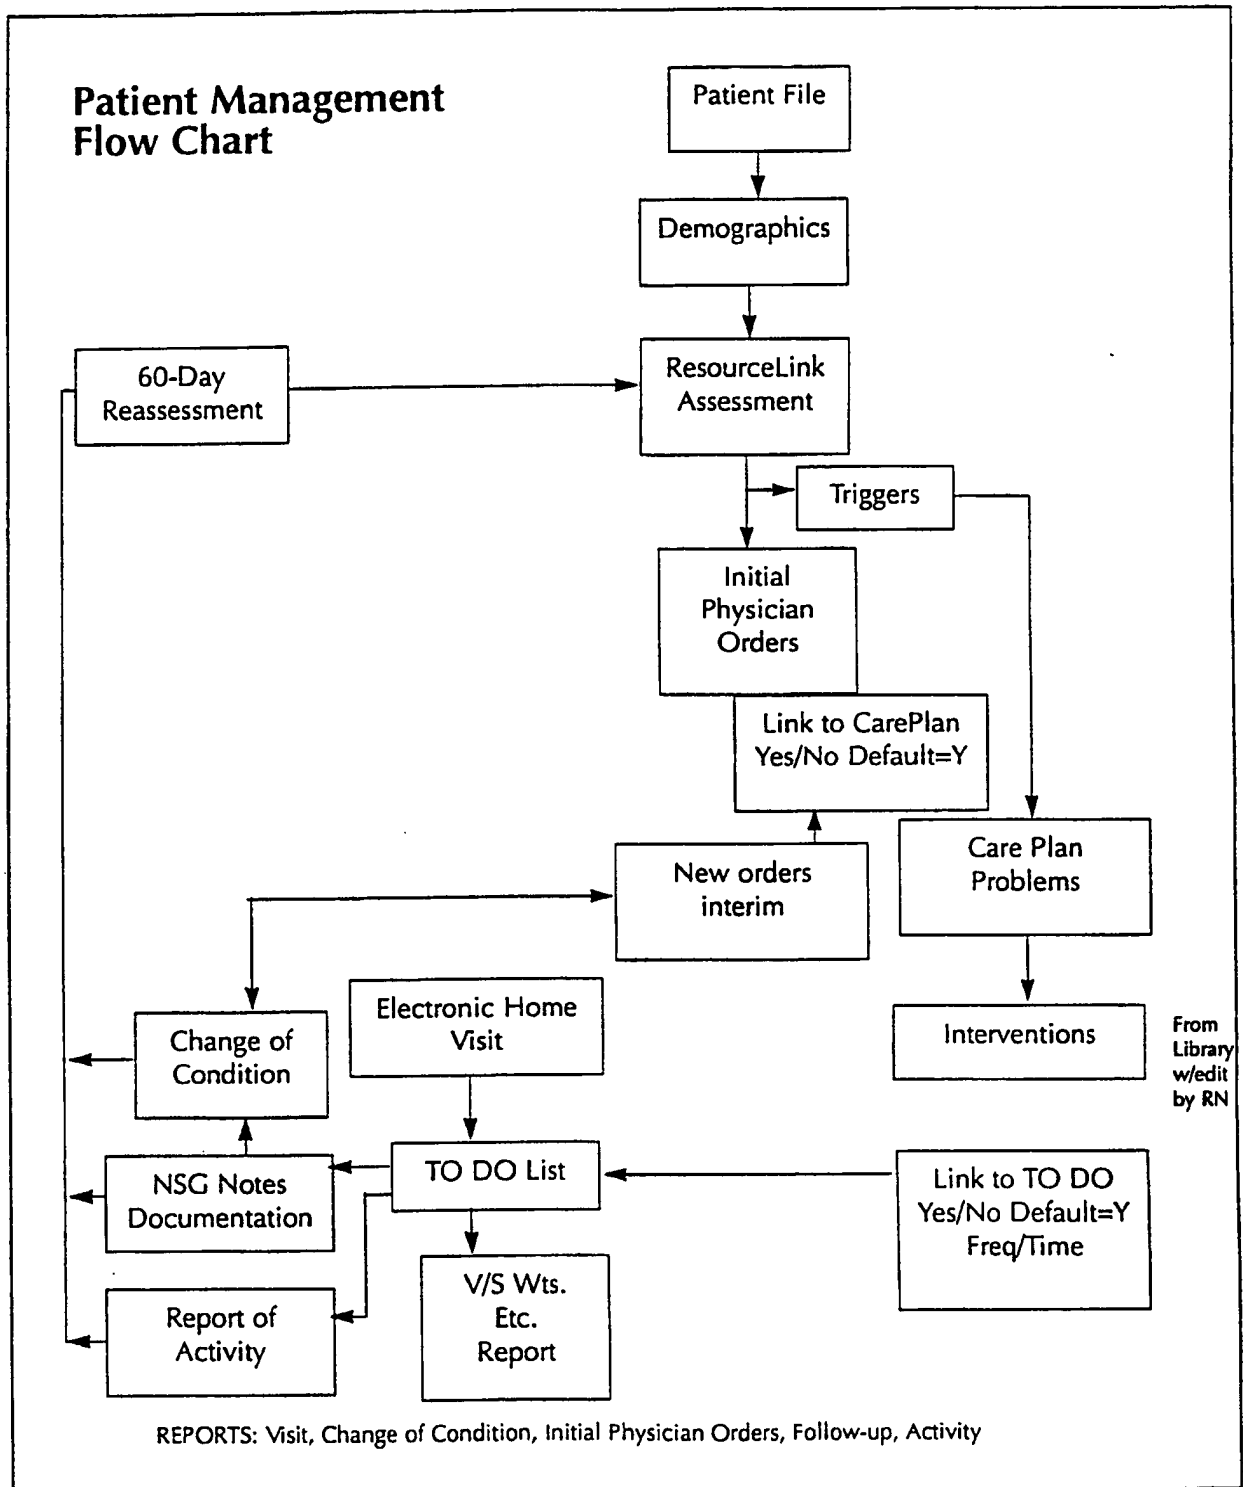 Patient Management
Flow Chart
Patient File
Demographics
60-Day
Reassessment
ResourceLink
Assessment
Triggers
Initial
Physician
Orders
Link to CarePlan
Yes/No Default=Y
New orders
interim
Care Plan
Problems
Electronic Home
Visit
Change of
Condition
Interventions
From
Library
w/edit
by RN
TO DO List
NSG Notes
Documentation
Link to TO DO
Yes/No Default=Y
Freq/Time
V/S Wts.
Etc.
Report
Report of
Activity
REPORTS: Visit, Change of Condition, Initial Physician Orders, Follow-up, Activity